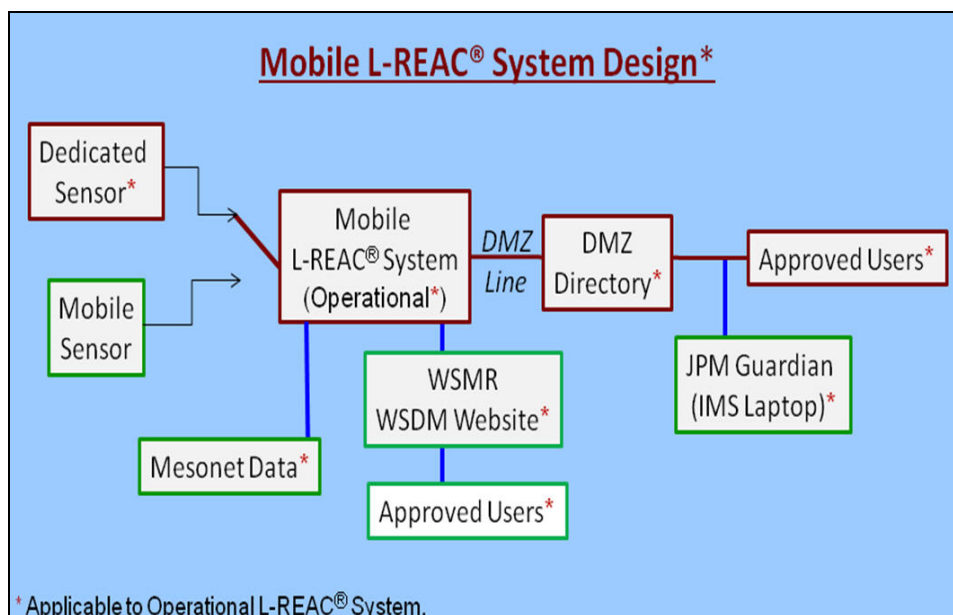 Mobile L-REAC® System Design*
Dedicated
Sensor*
Mobile
Sensor
Mobile
L-REAC® System
(Operational*)
DMZ
Line
DMZ
Directory*
Approved Users*
JPM Guardian
(IMS Laptop)*
WSMR
WSDM Website*
Mesonet Data*
Approved Users*
* Applicable to Operational L-REAC® System.